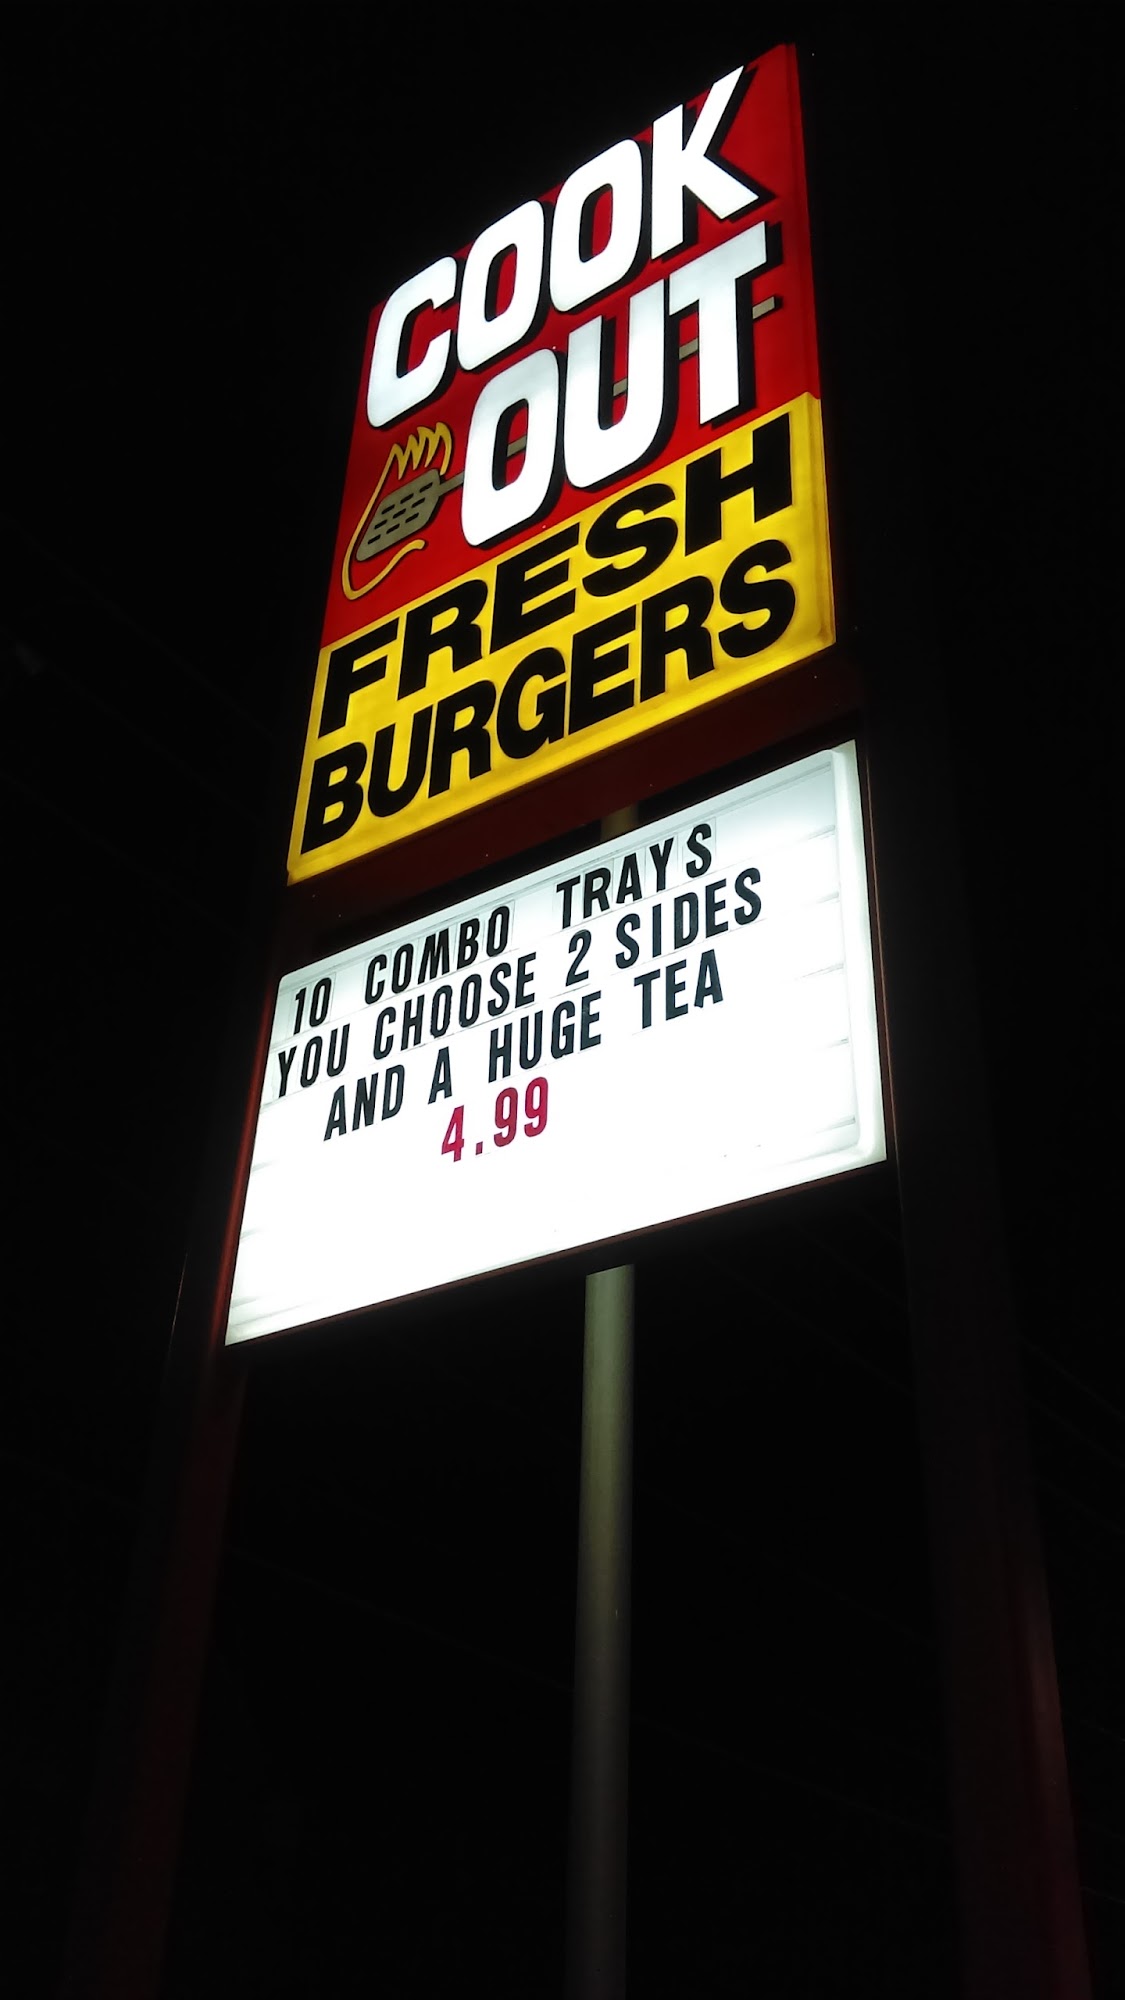 COOK
OUT
FRESH
BURGERS
10 COMBO TRAYS
YOU CHOOSE 2 SIDES
AND A HUGE TEA
4.99